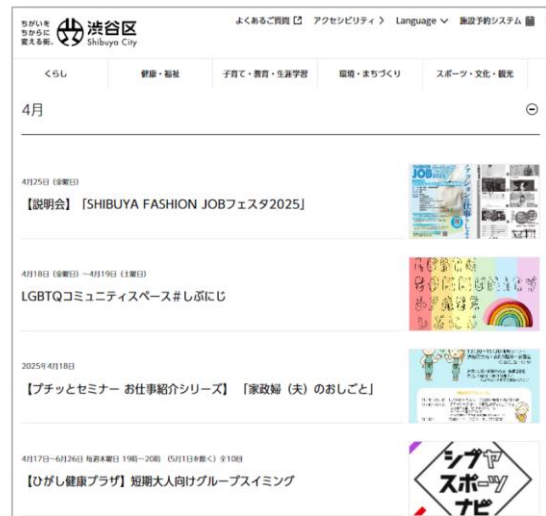 ちがいを
ちからに
変える街。
渋谷区
Shibuya City
よくあるご質問 アクセシビリティ Language 施設予約システム
くらし 健康・福祉 子育て・教育・生涯学習 環境・まちづくり スポーツ・文化・観光
4月
4月25日（金曜日）
【説明会】「SHIBUYA FASHION JOBフェスタ2025」
JOB
4月18日（金曜日）～4月19日（土曜日）
LGBTQコミュニティスペース＃しぶにじ
2025年4月18日
【プチッとセミナー お仕事紹介シリーズ】 「家政婦（夫）のおしごと」
4月17日～6月26日 毎週木曜日 19時～20時 （5月1日を除く）全10回
【ひがし健康プラザ】短期大人向けグループスイミング
シブヤ
スポーツ
ナビ